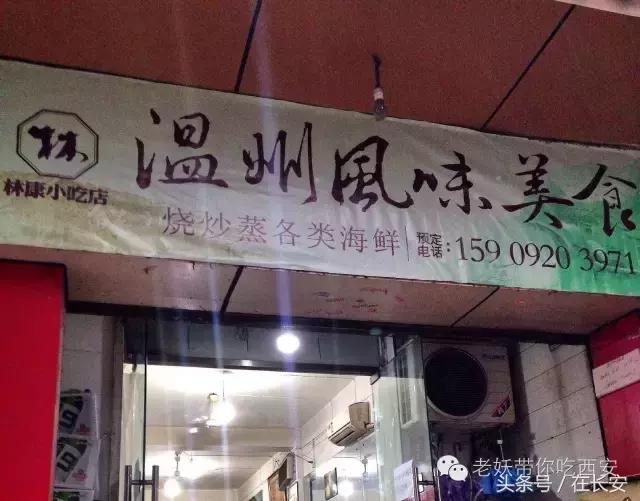 林
林康小吃店
温州風味美食
烧炒蒸各类海鲜
预定电话:159 0920 3971
老妖带你吃西安
头条号/在长安